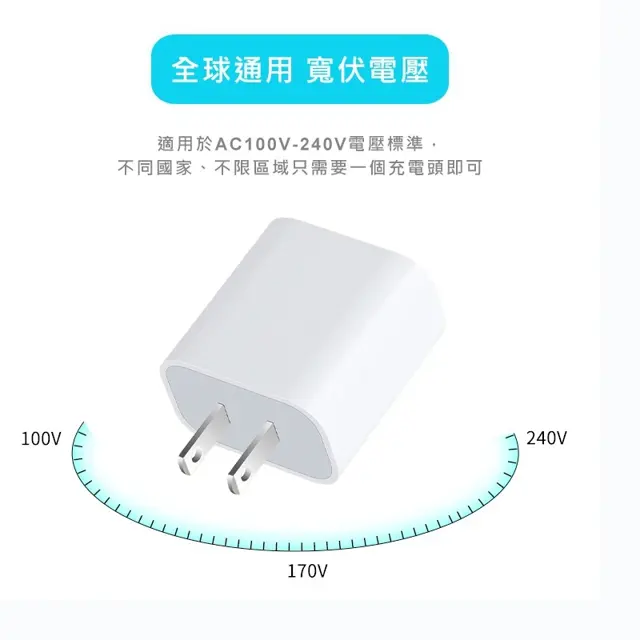 全球通用 寬伏電壓
適用於AC100V-240V電壓標準，
不同國家、不限區域只需要一個充電頭即可
100V
240V
170V